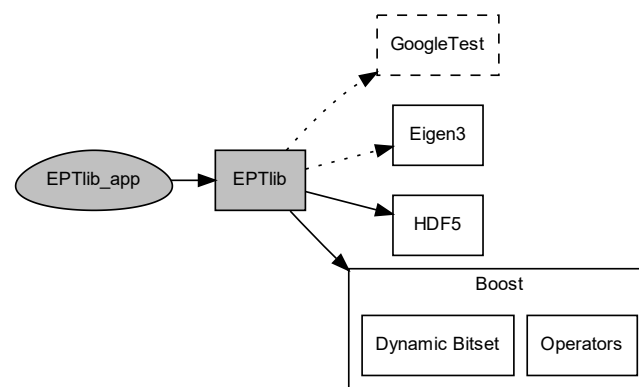 GoogleTest
Eigen3
EPTlib_app
EPTlib
HDF5
Boost
Dynamic Bitset
Operators